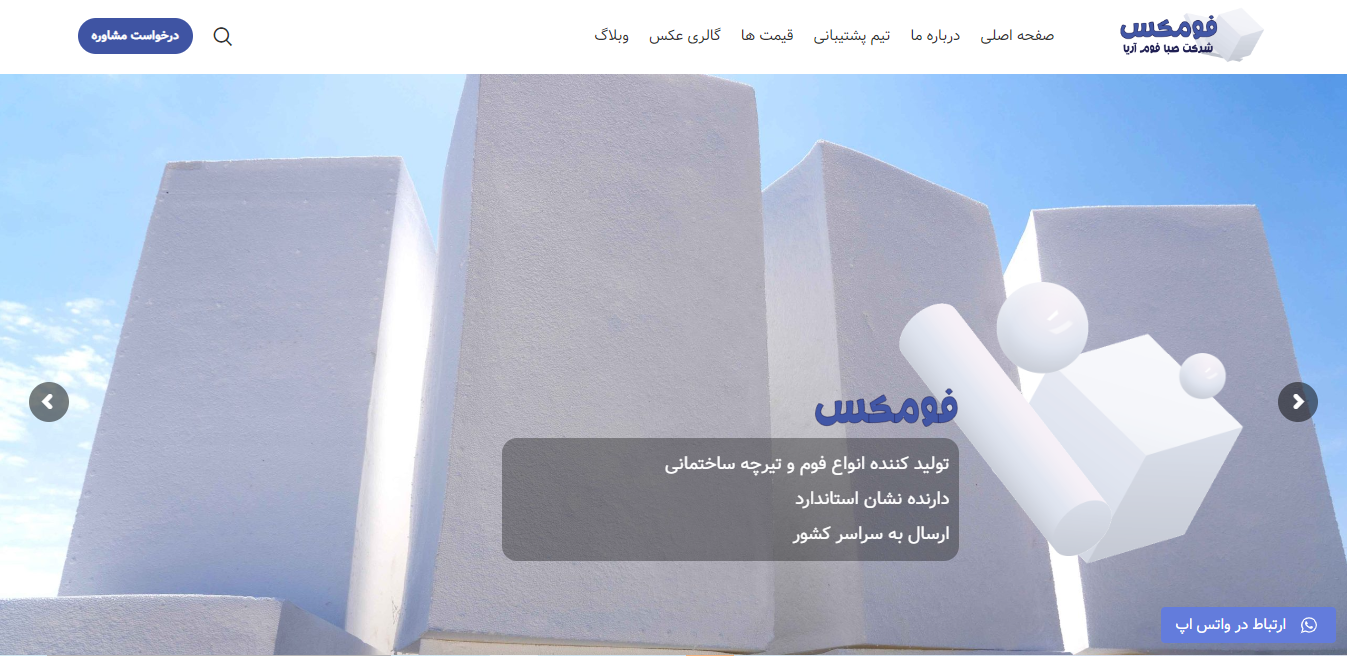 فومکس
شرکت صبا فوم آریا
صفحه اصلی
درباره ما
تیم پشتیبانی
قیمت ها
گالری عکس
وبلاگ
درخواست مشاوره
فومکس
تولید کننده انواع فوم و تیرچه ساختمانی
دارنده نشان استاندارد
ارسال به سراسر کشور
ارتباط در واتس اپ